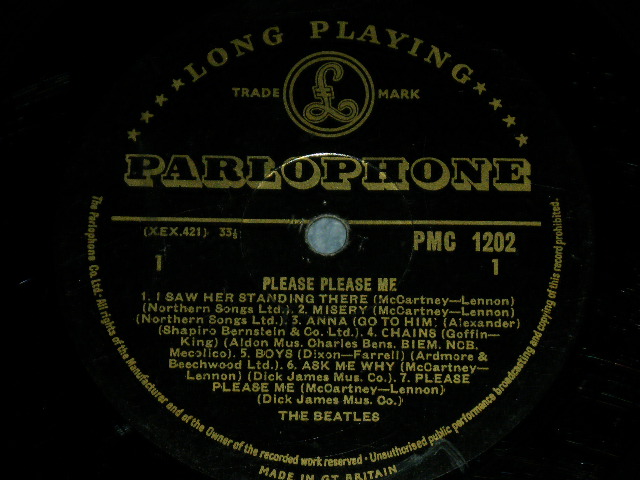 LONG PLAYING
TRADE MARK
£
PARLOPHONE
(XEX.421) 33⅓
PMC 1202
1
1
PLEASE PLEASE ME
1. I SAW HER STANDING THERE (McCartney—Lennon)
(Northern Songs Ltd.) 2. MISERY (McCartney—Lennon)
(Northern Songs Ltd.) 3. ANNA (GO TO HIM) (Alexander)
(Shapiro Bernstein & Co. Ltd.) 4. CHAINS (Goffin—
King) (Aldon Mus. Charles Bens, BIEM, NCB,
Mecolico). 5. BOYS (Dixon—Farrell) (Ardmore &
Beechwood Ltd.) 6. ASK ME WHY (McCartney—
Lennon) (Dick James Mus. Co.) 7. PLEASE
PLEASE ME (McCartney—Lennon)
(Dick James Mus. Co.)
THE BEATLES
The Parlophone Co. Ltd. All rights of the Manufacturer and of the Owner of the recorded work reserved · Unauthorised public performance broadcasting and copying of this record prohibited.
MADE IN GT. BRITAIN